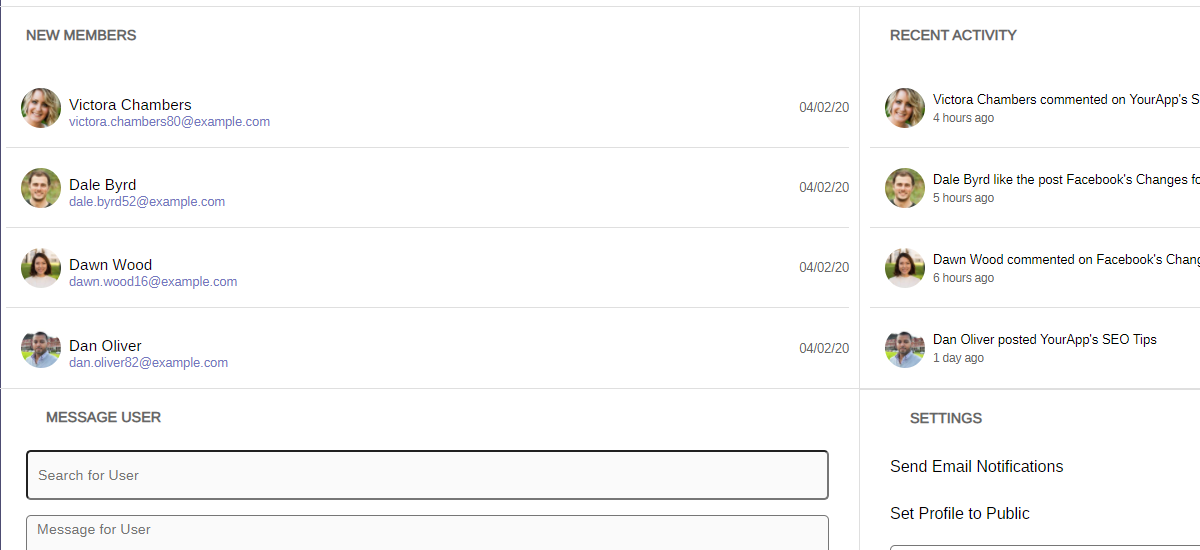 NEW MEMBERS
Victora Chambers
victora.chambers80@example.com
04/02/20
Dale Byrd
dale.byrd52@example.com
04/02/20
Dawn Wood
dawn.wood16@example.com
04/02/20
Dan Oliver
dan.oliver82@example.com
04/02/20
RECENT ACTIVITY
Victora Chambers commented on YourApp's S
4 hours ago
Dale Byrd like the post Facebook's Changes fo
5 hours ago
Dawn Wood commented on Facebook's Chang
6 hours ago
Dan Oliver posted YourApp's SEO Tips
1 day ago
MESSAGE USER
Search for User
Message for User
SETTINGS
Send Email Notifications
Set Profile to Public